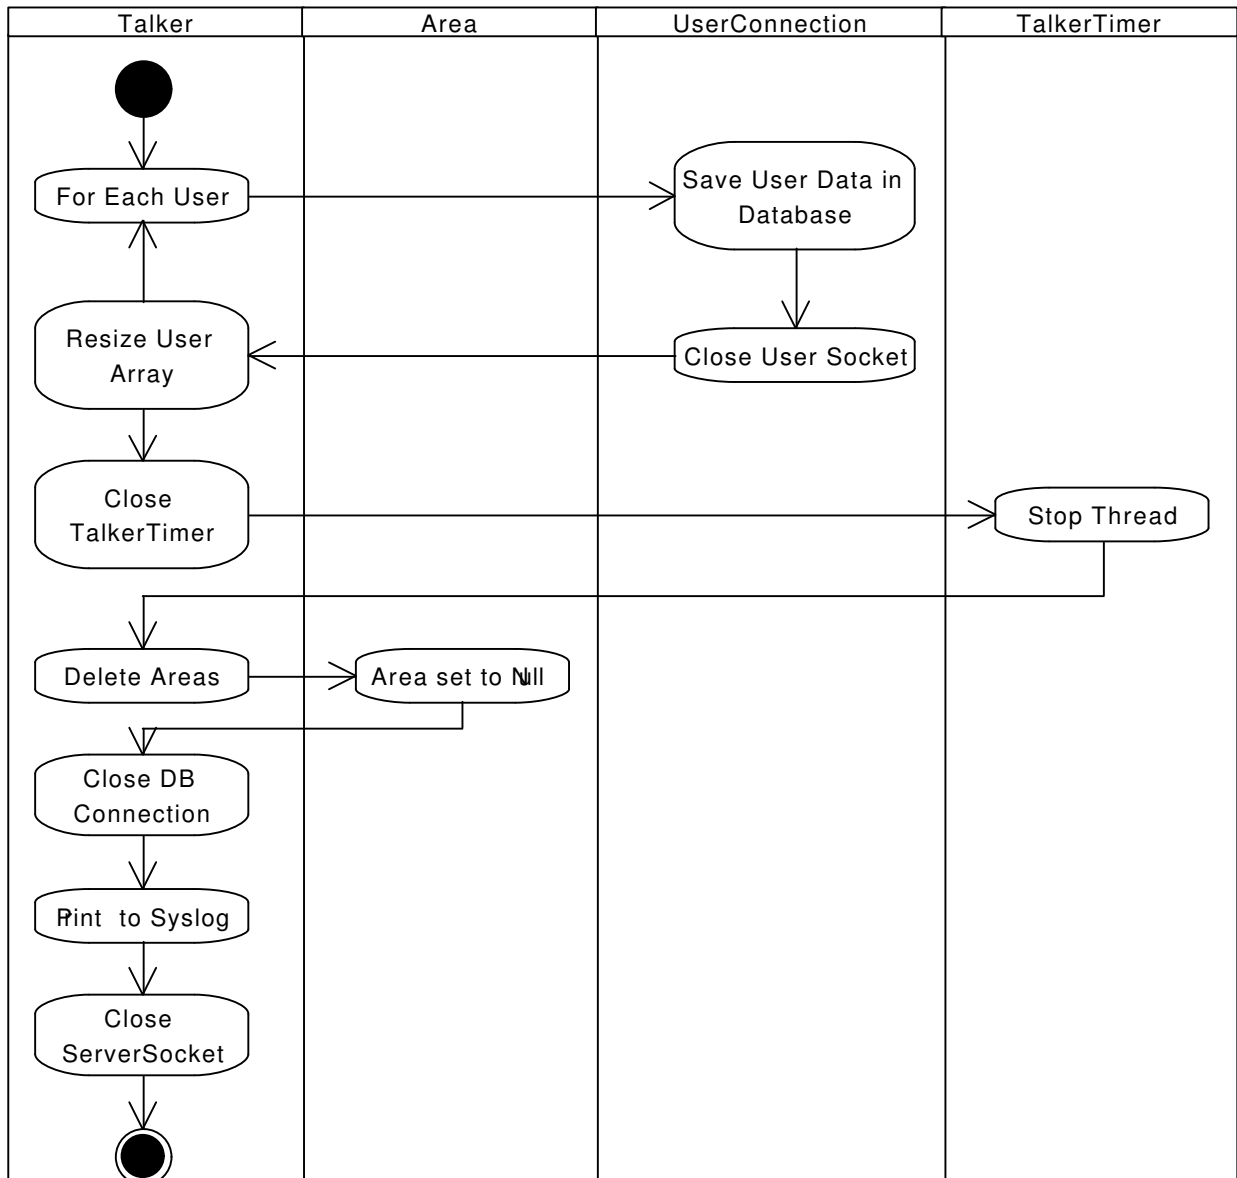 Talker
Area
UserConnection
TalkerTimer
For Each User
Save User Data in
Database
Resize User
Array
Close User Socket
Close
TalkerTimer
Stop Thread
Delete Areas
Area set to Null
Close DB
Connection
Print to Syslog
Close
ServerSocket